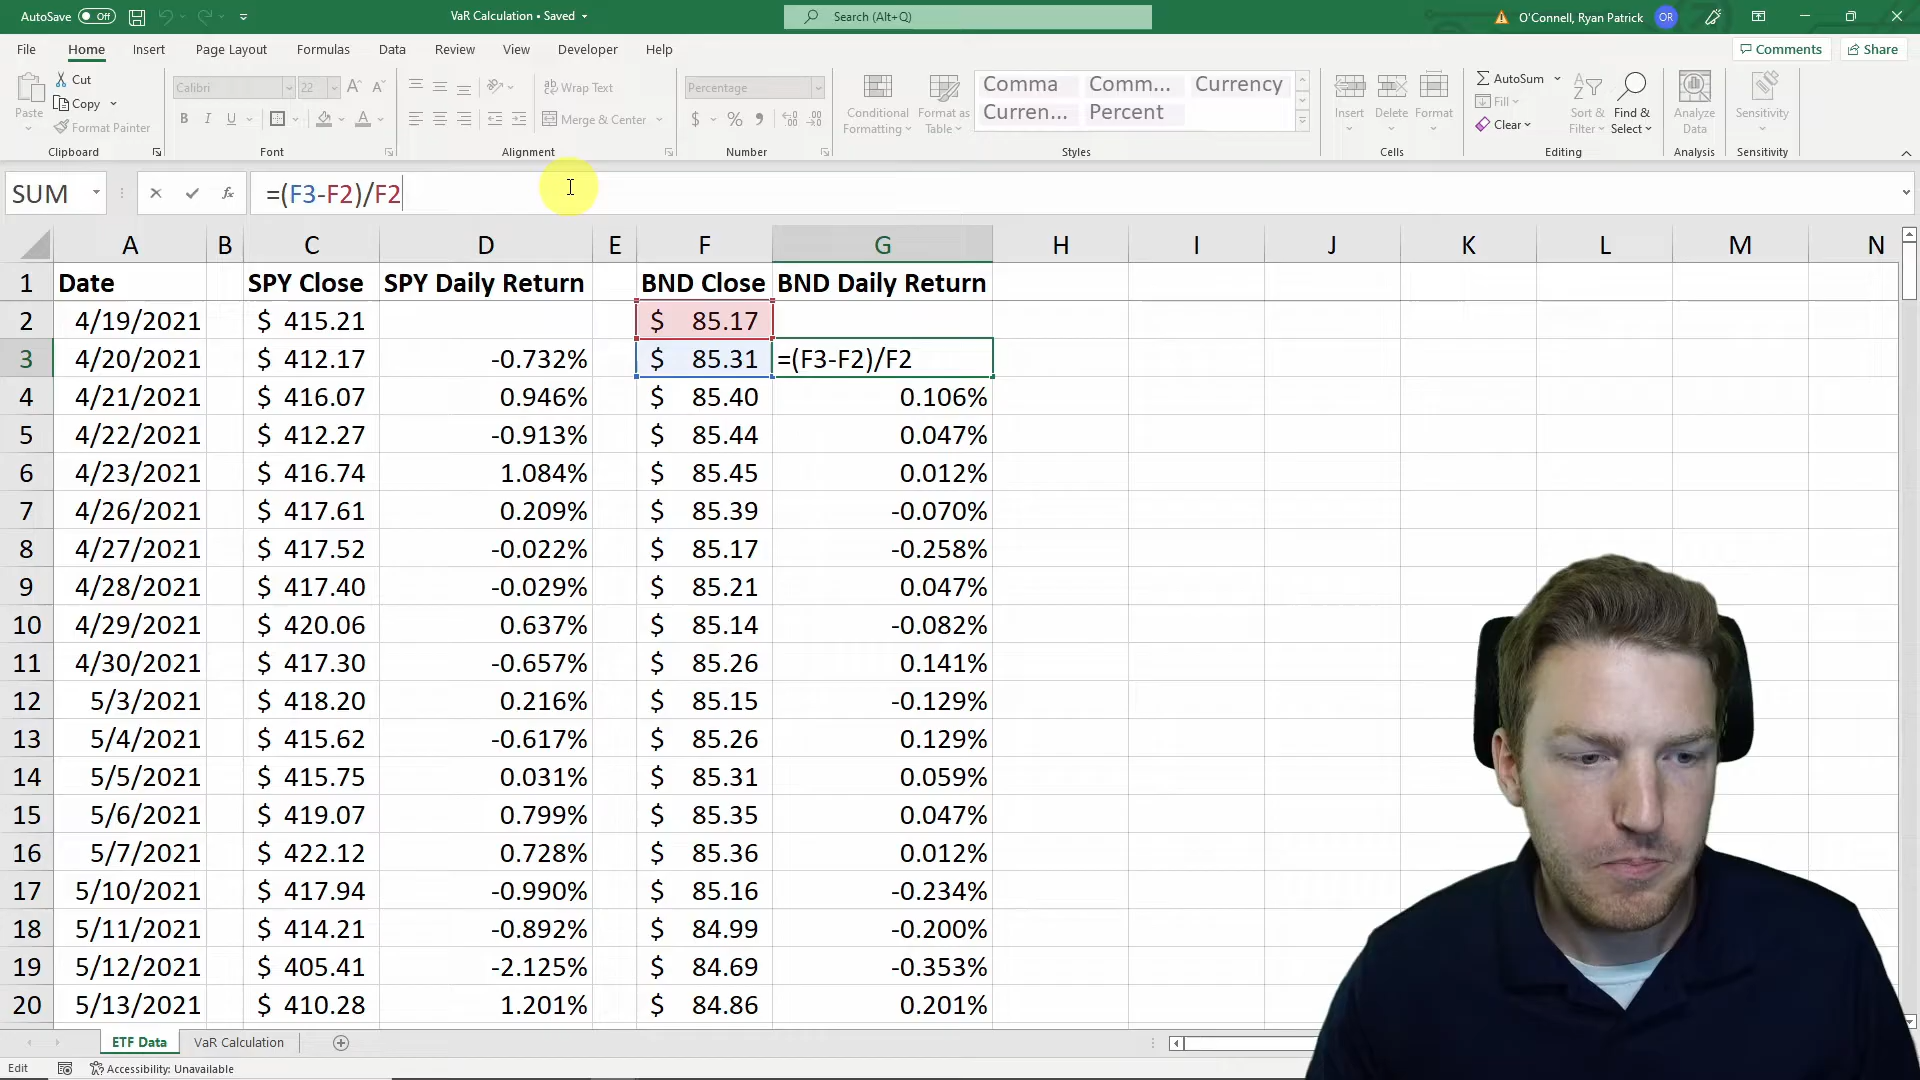 AutoSave Off VaR Calculation • Saved Search (Alt+Q) O'Connell, Ryan Patrick OR
File Home Insert Page Layout Formulas Data Review View Developer Help Comments Share
Paste Cut Copy Format Painter Calibri 22 Wrap Text Merge & Center Percentage Conditional Formatting Format as Table Comma Comm... Currency Curren... Percent Insert Delete Format AutoSum Fill Clear Sort & Filter Find & Select Analyze Data Sensitivity
Clipboard Font Alignment Number Styles Cells Editing Analysis Sensitivity
SUM fx =(F3-F2)/F2
A B C D E F G H I J K L M N
1 Date SPY Close SPY Daily Return BND Close BND Daily Return
2 4/19/2021 $ 415.21 $ 85.17
3 4/20/2021 $ 412.17 -0.732% $ 85.31 =(F3-F2)/F2
4 4/21/2021 $ 416.07 0.946% $ 85.40 0.106%
5 4/22/2021 $ 412.27 -0.913% $ 85.44 0.047%
6 4/23/2021 $ 416.74 1.084% $ 85.45 0.012%
7 4/26/2021 $ 417.61 0.209% $ 85.39 -0.070%
8 4/27/2021 $ 417.52 -0.022% $ 85.17 -0.258%
9 4/28/2021 $ 417.40 -0.029% $ 85.21 0.047%
10 4/29/2021 $ 420.06 0.637% $ 85.14 -0.082%
11 4/30/2021 $ 417.30 -0.657% $ 85.26 0.141%
12 5/3/2021 $ 418.20 0.216% $ 85.15 -0.129%
13 5/4/2021 $ 415.62 -0.617% $ 85.26 0.129%
14 5/5/2021 $ 415.75 0.031% $ 85.31 0.059%
15 5/6/2021 $ 419.07 0.799% $ 85.35 0.047%
16 5/7/2021 $ 422.12 0.728% $ 85.36 0.012%
17 5/10/2021 $ 417.94 -0.990% $ 85.16 -0.234%
18 5/11/2021 $ 414.21 -0.892% $ 84.99 -0.200%
19 5/12/2021 $ 405.41 -2.125% $ 84.69 -0.353%
20 5/13/2021 $ 410.28 1.201% $ 84.86 0.201%
ETF Data VaR Calculation
Edit Accessibility: Unavailable